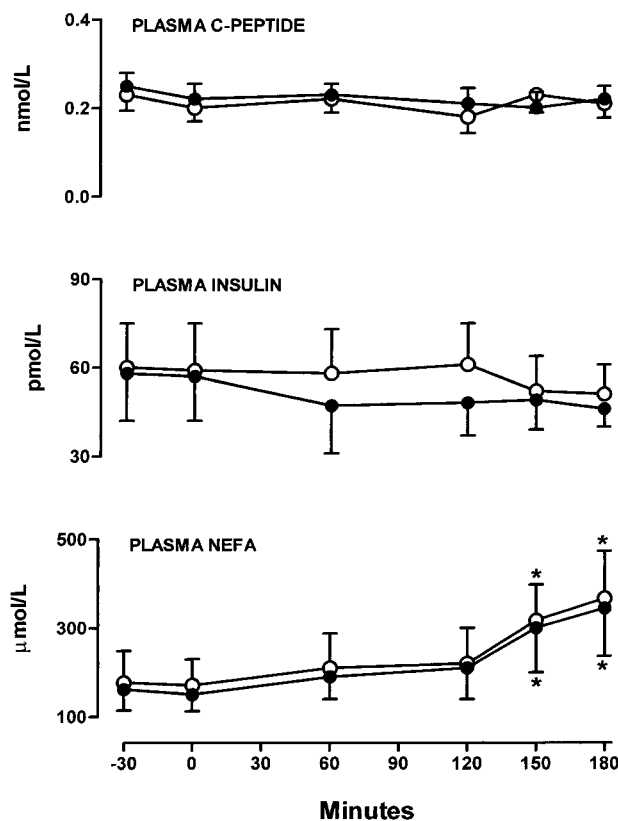 0.4
PLASMA C-PEPTIDE
nmol/L
0.2
0.0
90
PLASMA INSULIN
pmol/L
60
30
500
PLASMA NEFA
μmol/L
300
100
* *
* *
-30 0 30 60 90 120 150 180
Minutes